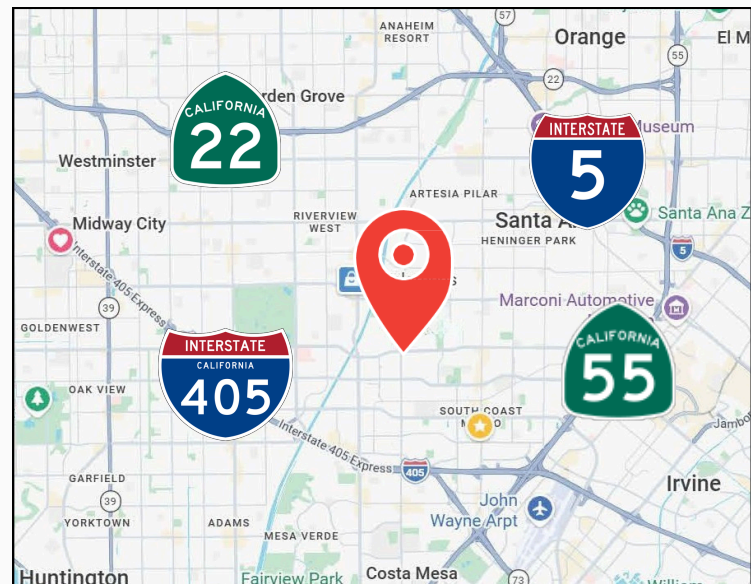 ANAHEIM
RESORT
57
Orange
El M
55
22
CALIFORNIA
22
rden Grove
INTERSTATE
5
Museum
Westminster
ARTESIA PILAR
RIVERVIEW
WEST
Santa A
HENINGER PARK
Santa Ana Z
Midway City
5
Interstate 405 Express
s
Marconi Automotive
39
GOLDENWEST
INTERSTATE
CALIFORNIA
405
CALIFORNIA
55
OAK VIEW
SOUTH COAST
M O
Jambo
Interstate 405 Express
405
GARFIELD
39
Irvine
John
Wayne Arpt
YORKTOWN
ADAMS
MESA VERDE
Huntington
Fairview Park
Costa Mesa
73
William